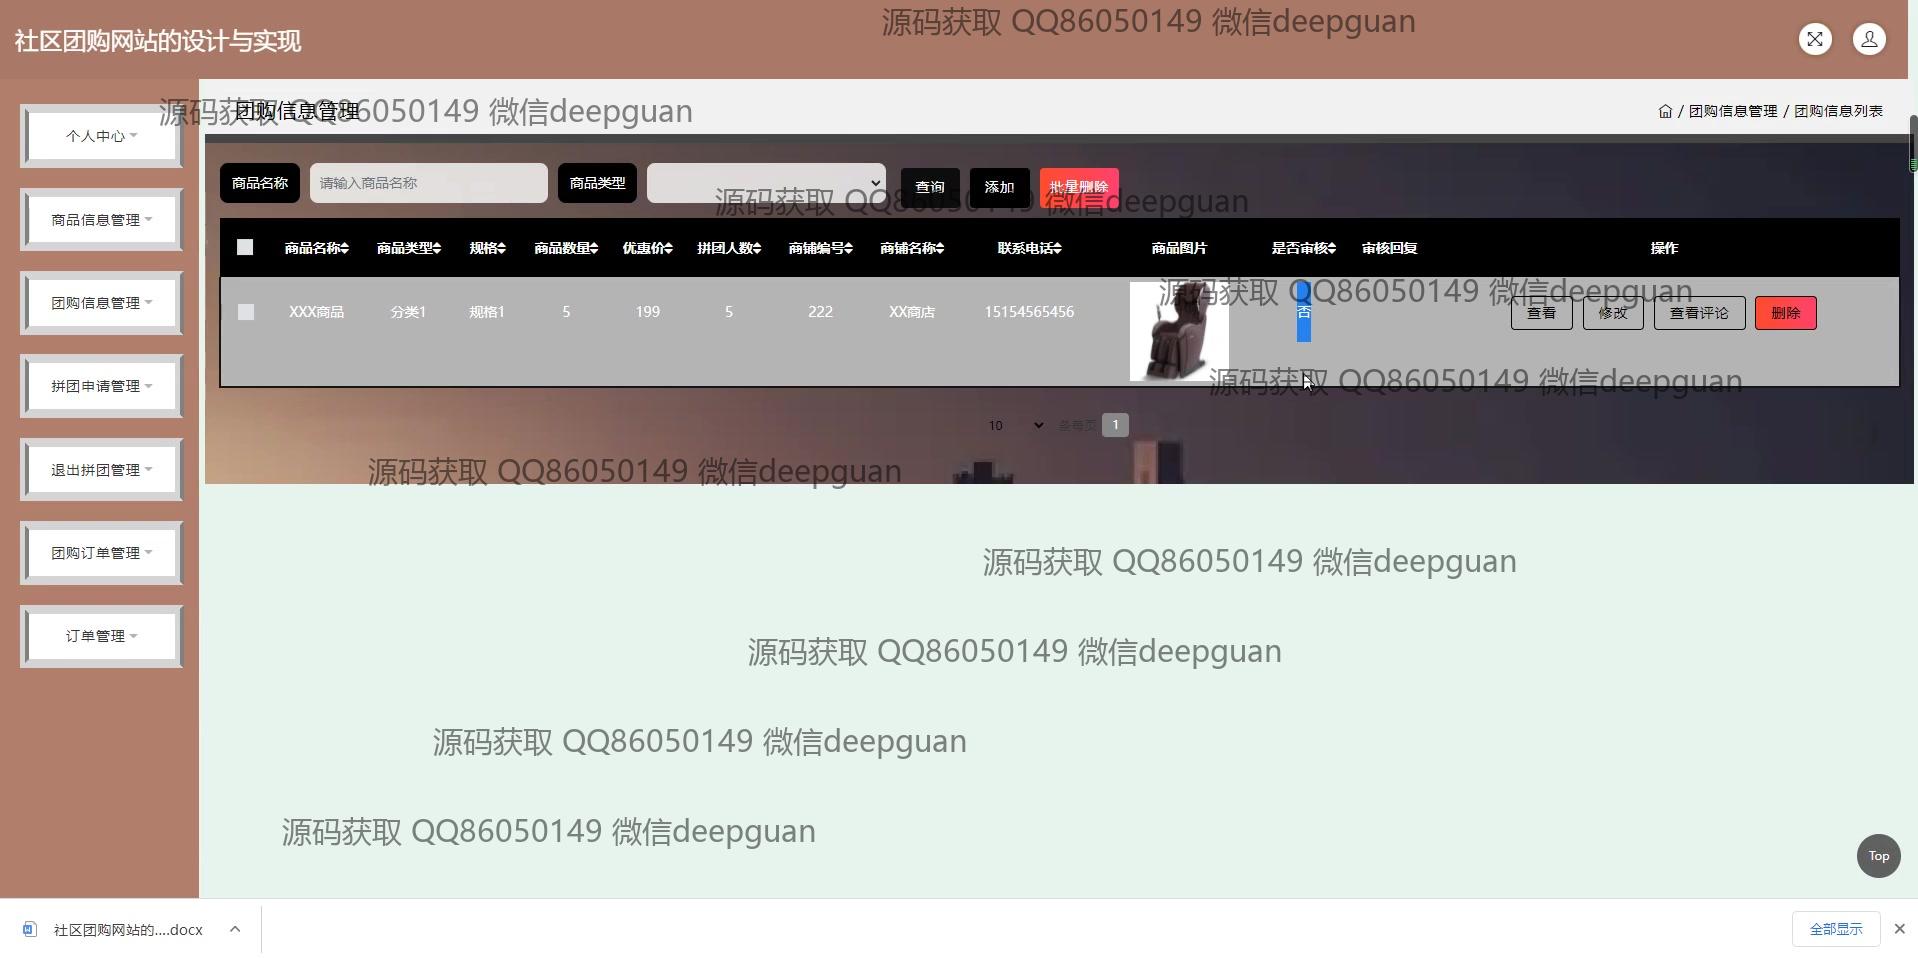 源码获取 QQ86050149 微信deepguan
社区团购网站的设计与实现
源码获取 QQ86050149 微信deepguan
团购信息管理
/ 团购信息管理 / 团购信息列表
个人中心
商品信息管理
团购信息管理
拼团申请管理
退出拼团管理
团购订单管理
订单管理
商品名称 请输入商品名称 商品类型 查询 添加 批量删除
源码获取 QQ86050149 微信deepguan
商品名称 商品类型 规格 商品数量 优惠价 拼团人数 商铺编号 商铺名称 联系电话 商品图片 是否审核 审核回复 操作
源码获取 QQ86050149 微信deepguan
XXX商品 分类1 规格1 5 199 5 222 XX商店 15154565456 否 查看 修改 查看评论 删除
源码获取 QQ86050149 微信deepguan
10 条每页 1
源码获取 QQ86050149 微信deepguan
源码获取 QQ86050149 微信deepguan
源码获取 QQ86050149 微信deepguan
源码获取 QQ86050149 微信deepguan
源码获取 QQ86050149 微信deepguan
Top
社区团购网站的....docx
全部显示